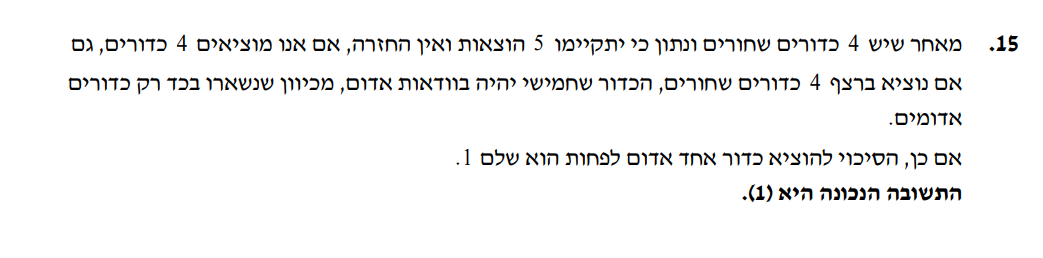 15. מאחר שיש 4 כדורים שחורים ונתון כי יתקיימו 5 הוצאות ואין החזרה, אם אנו מוציאים 4 כדורים, גם
אם נוציא ברצף 4 כדורים שחורים, הכדור שחמישי יהיה בוודאות אדום, מכיוון שנשארו בכד רק כדורים
אדומים.
אם כן, הסיכוי להוציא כדור אחד אדום לפחות הוא שלם 1.
התשובה הנכונה היא (1).